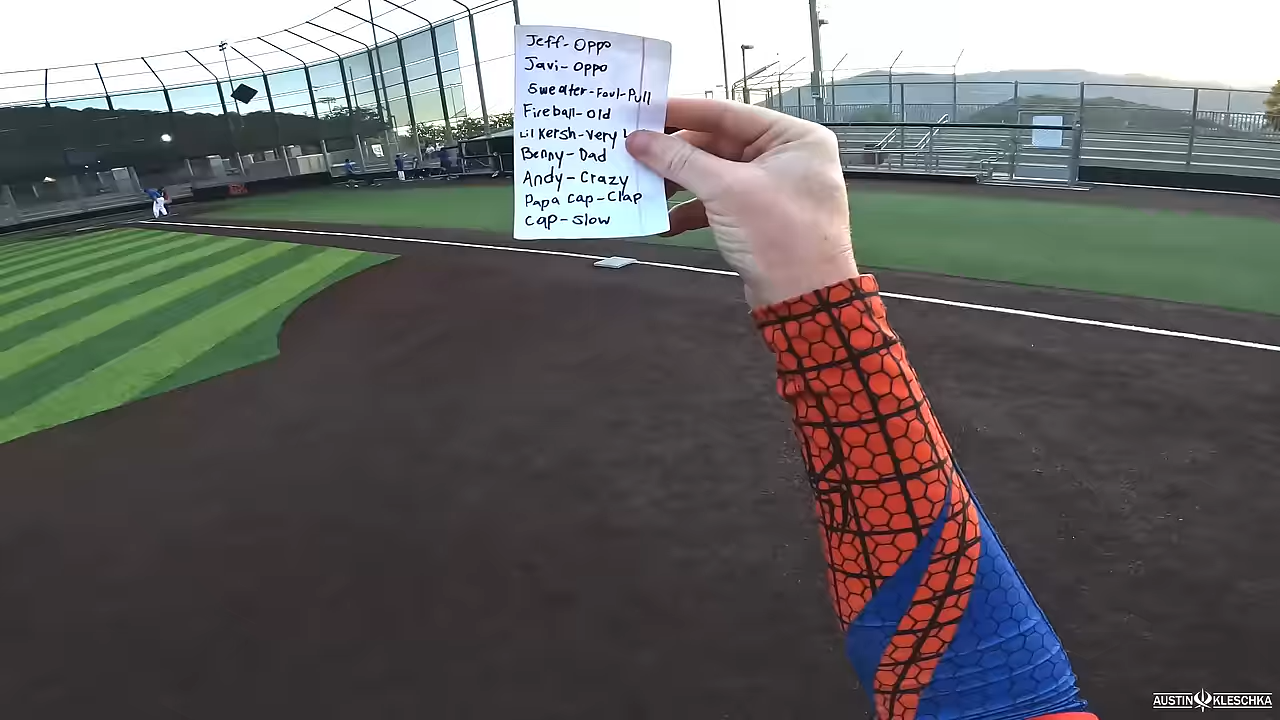 Jeff-Oppo
Javi-Oppo
Sweater-Foul-Pull
Fireball-Old
Lil Kersh-Very
Benny-Dad
Andy-Crazy
Papa Cap-Clap
Cap-Slow
AUSTIN KLESCHKA